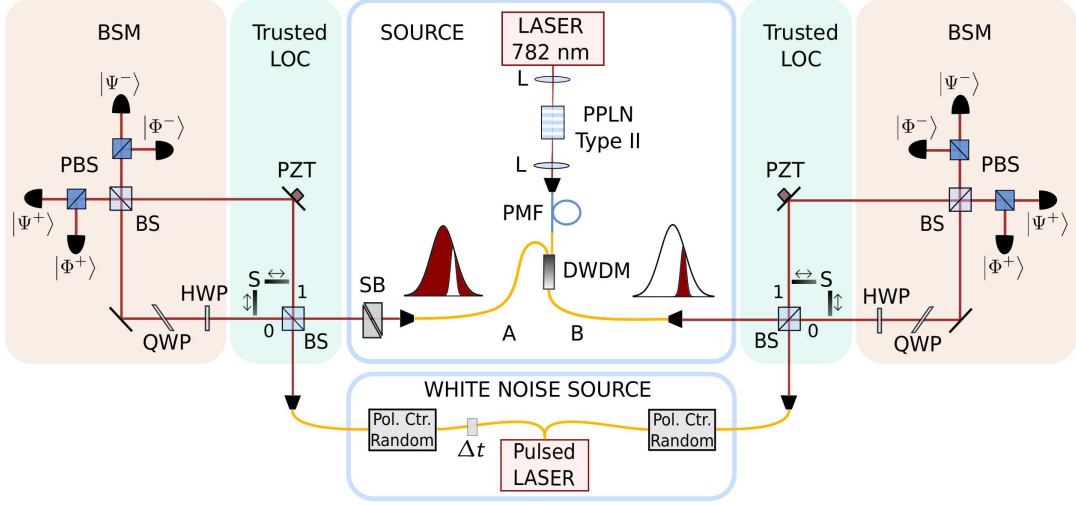 BSM
Trusted
LOC
SOURCE
LASER
782 nm
L
PPLN
Type II
L
PMF
DWDM
A
B
SB
|Ψ⁻⟩
|Φ⁻⟩
PBS
|Ψ⁺⟩
|Φ⁺⟩
BS
PZT
S
1
0
HWP
QWP
BS
Trusted
LOC
BSM
|Ψ⁻⟩
|Φ⁻⟩
PBS
|Ψ⁺⟩
|Φ⁺⟩
BS
PZT
S
1
0
HWP
QWP
BS
WHITE NOISE SOURCE
Pol. Ctr.
Random
Δt
Pulsed
LASER
Pol. Ctr.
Random